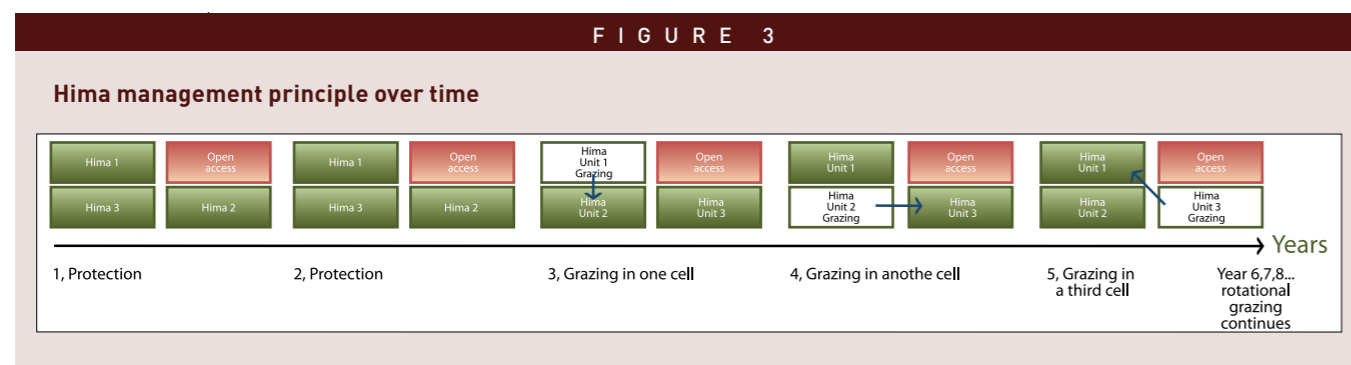 FIGURE 3
Hima management principle over time
Hima 1
Open
access
Hima 3
Hima 2
Hima 1
Open
access
Hima 3
Hima 2
Hima
Unit 1
Grazing
Open
access
Hima
Unit 2
Hima
Unit 3
Hima
Unit 1
Open
access
Hima
Unit 2
Grazing
Hima
Unit 3
Hima
Unit 1
Open
access
Hima
Unit 2
Hima
Unit 3
Grazing
Years
1, Protection
2, Protection
3, Grazing in one cell
4, Grazing in anothe cell
5, Grazing in
a third cell
Year 6,7,8...
rotational
grazing
continues